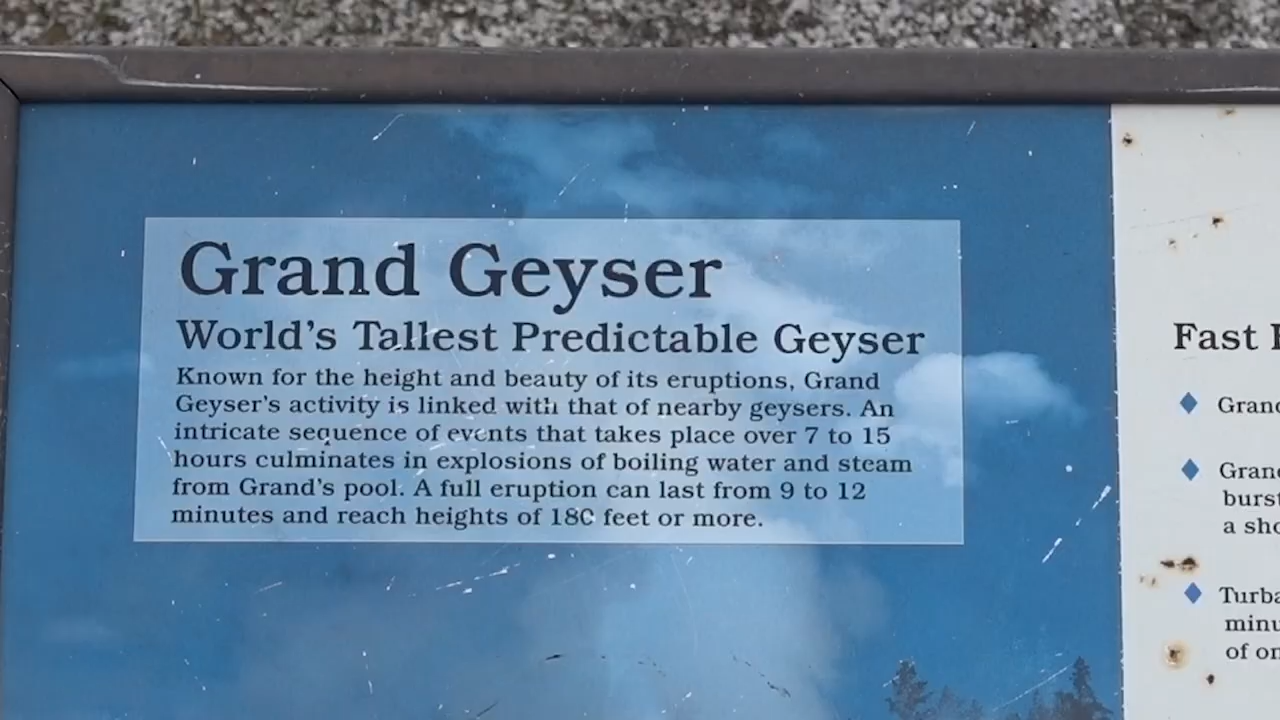 Grand Geyser
World's Tallest Predictable Geyser
Known for the height and beauty of its eruptions, Grand
Geyser's activity is linked with that of nearby geysers. An
intricate sequence of events that takes place over 7 to 15
hours culminates in explosions of boiling water and steam
from Grand's pool. A full eruption can last from 9 to 12
minutes and reach heights of 180 feet or more.
Fast
of